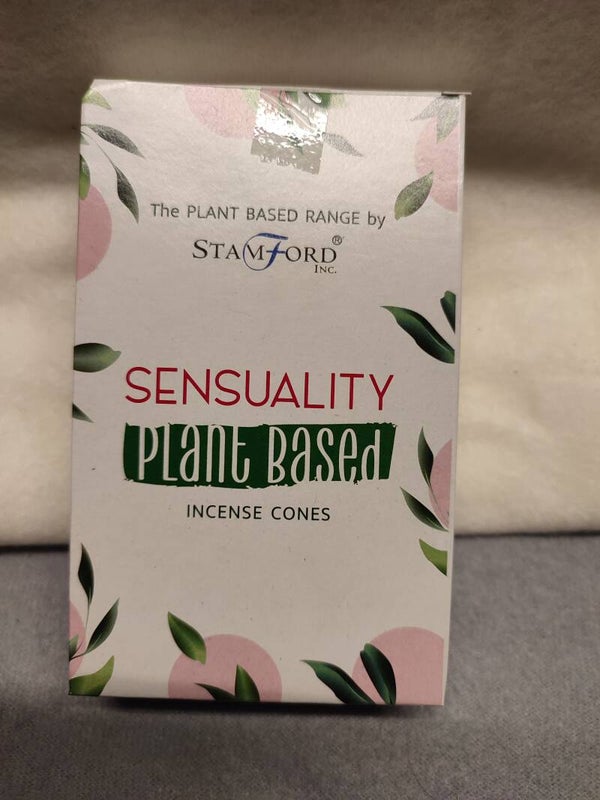 The PLANT BASED RANGE by
STAMFORD®
INC.
SENSUALITY
PLant Based
INCENSE CONES